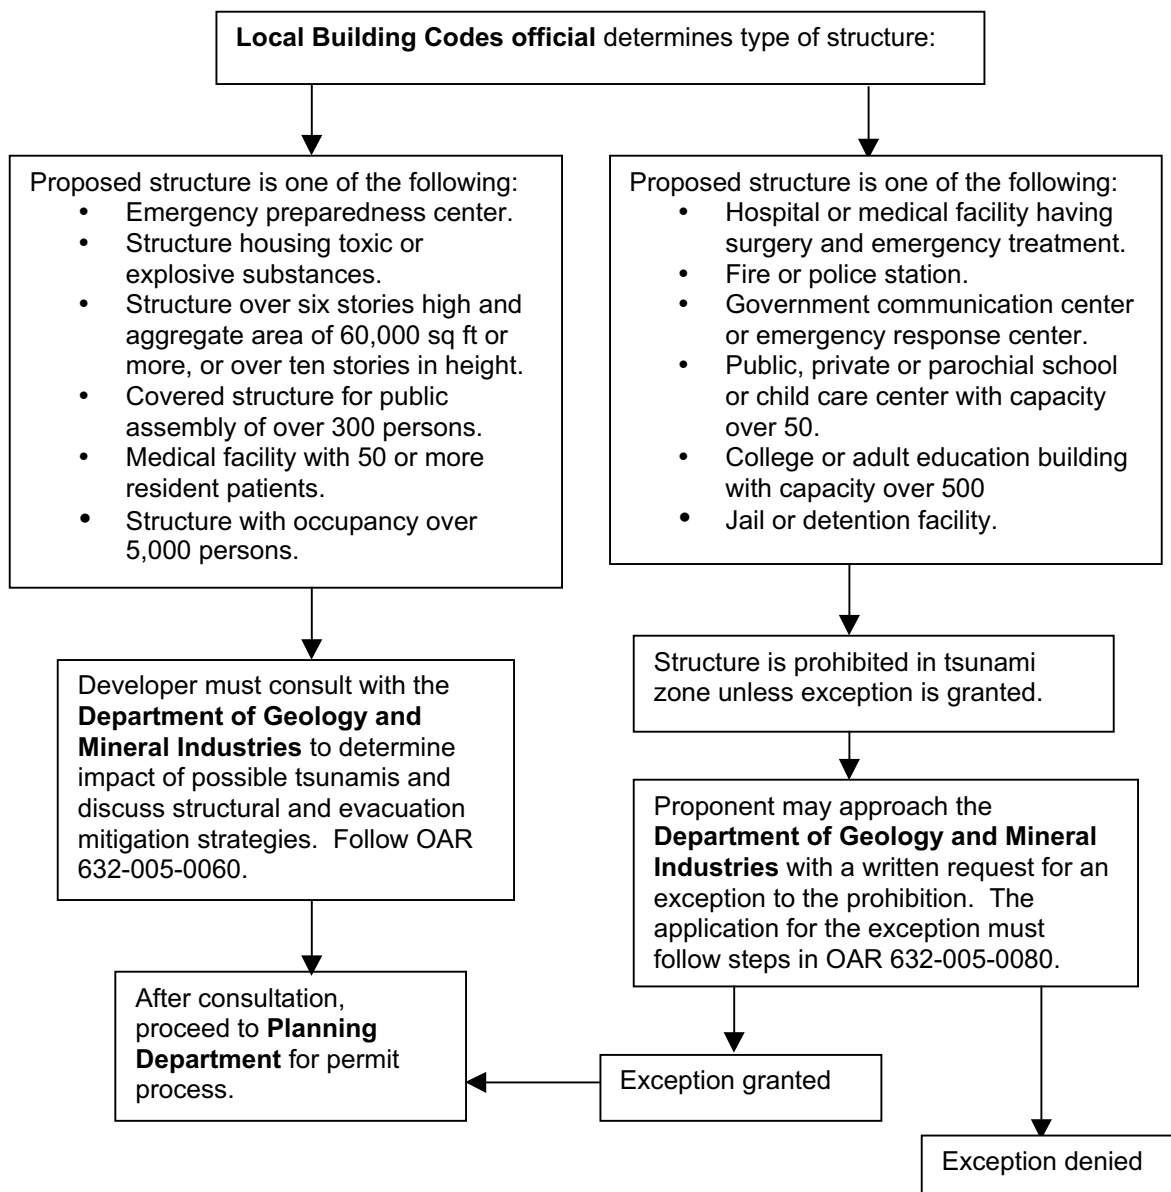 Local Building Codes official determines type of structure:
Proposed structure is one of the following:
• Emergency preparedness center.
• Structure housing toxic or
explosive substances.
• Structure over six stories high and
aggregate area of 60,000 sq ft or
more, or over ten stories in height.
• Covered structure for public
assembly of over 300 persons.
• Medical facility with 50 or more
resident patients.
• Structure with occupancy over
5,000 persons.
Proposed structure is one of the following:
• Hospital or medical facility having
surgery and emergency treatment.
• Fire or police station.
• Government communication center
or emergency response center.
• Public, private or parochial school
or child care center with capacity
over 50.
• College or adult education building
with capacity over 500
• Jail or detention facility.
Developer must consult with the
Department of Geology and
Mineral Industries to determine
impact of possible tsunamis and
discuss structural and evacuation
mitigation strategies. Follow OAR
632-005-0060.
Structure is prohibited in tsunami
zone unless exception is granted.
Proponent may approach the
Department of Geology and Mineral
Industries with a written request for an
exception to the prohibition. The
application for the exception must
follow steps in OAR 632-005-0080.
After consultation,
proceed to Planning
Department for permit
process.
Exception granted
Exception denied